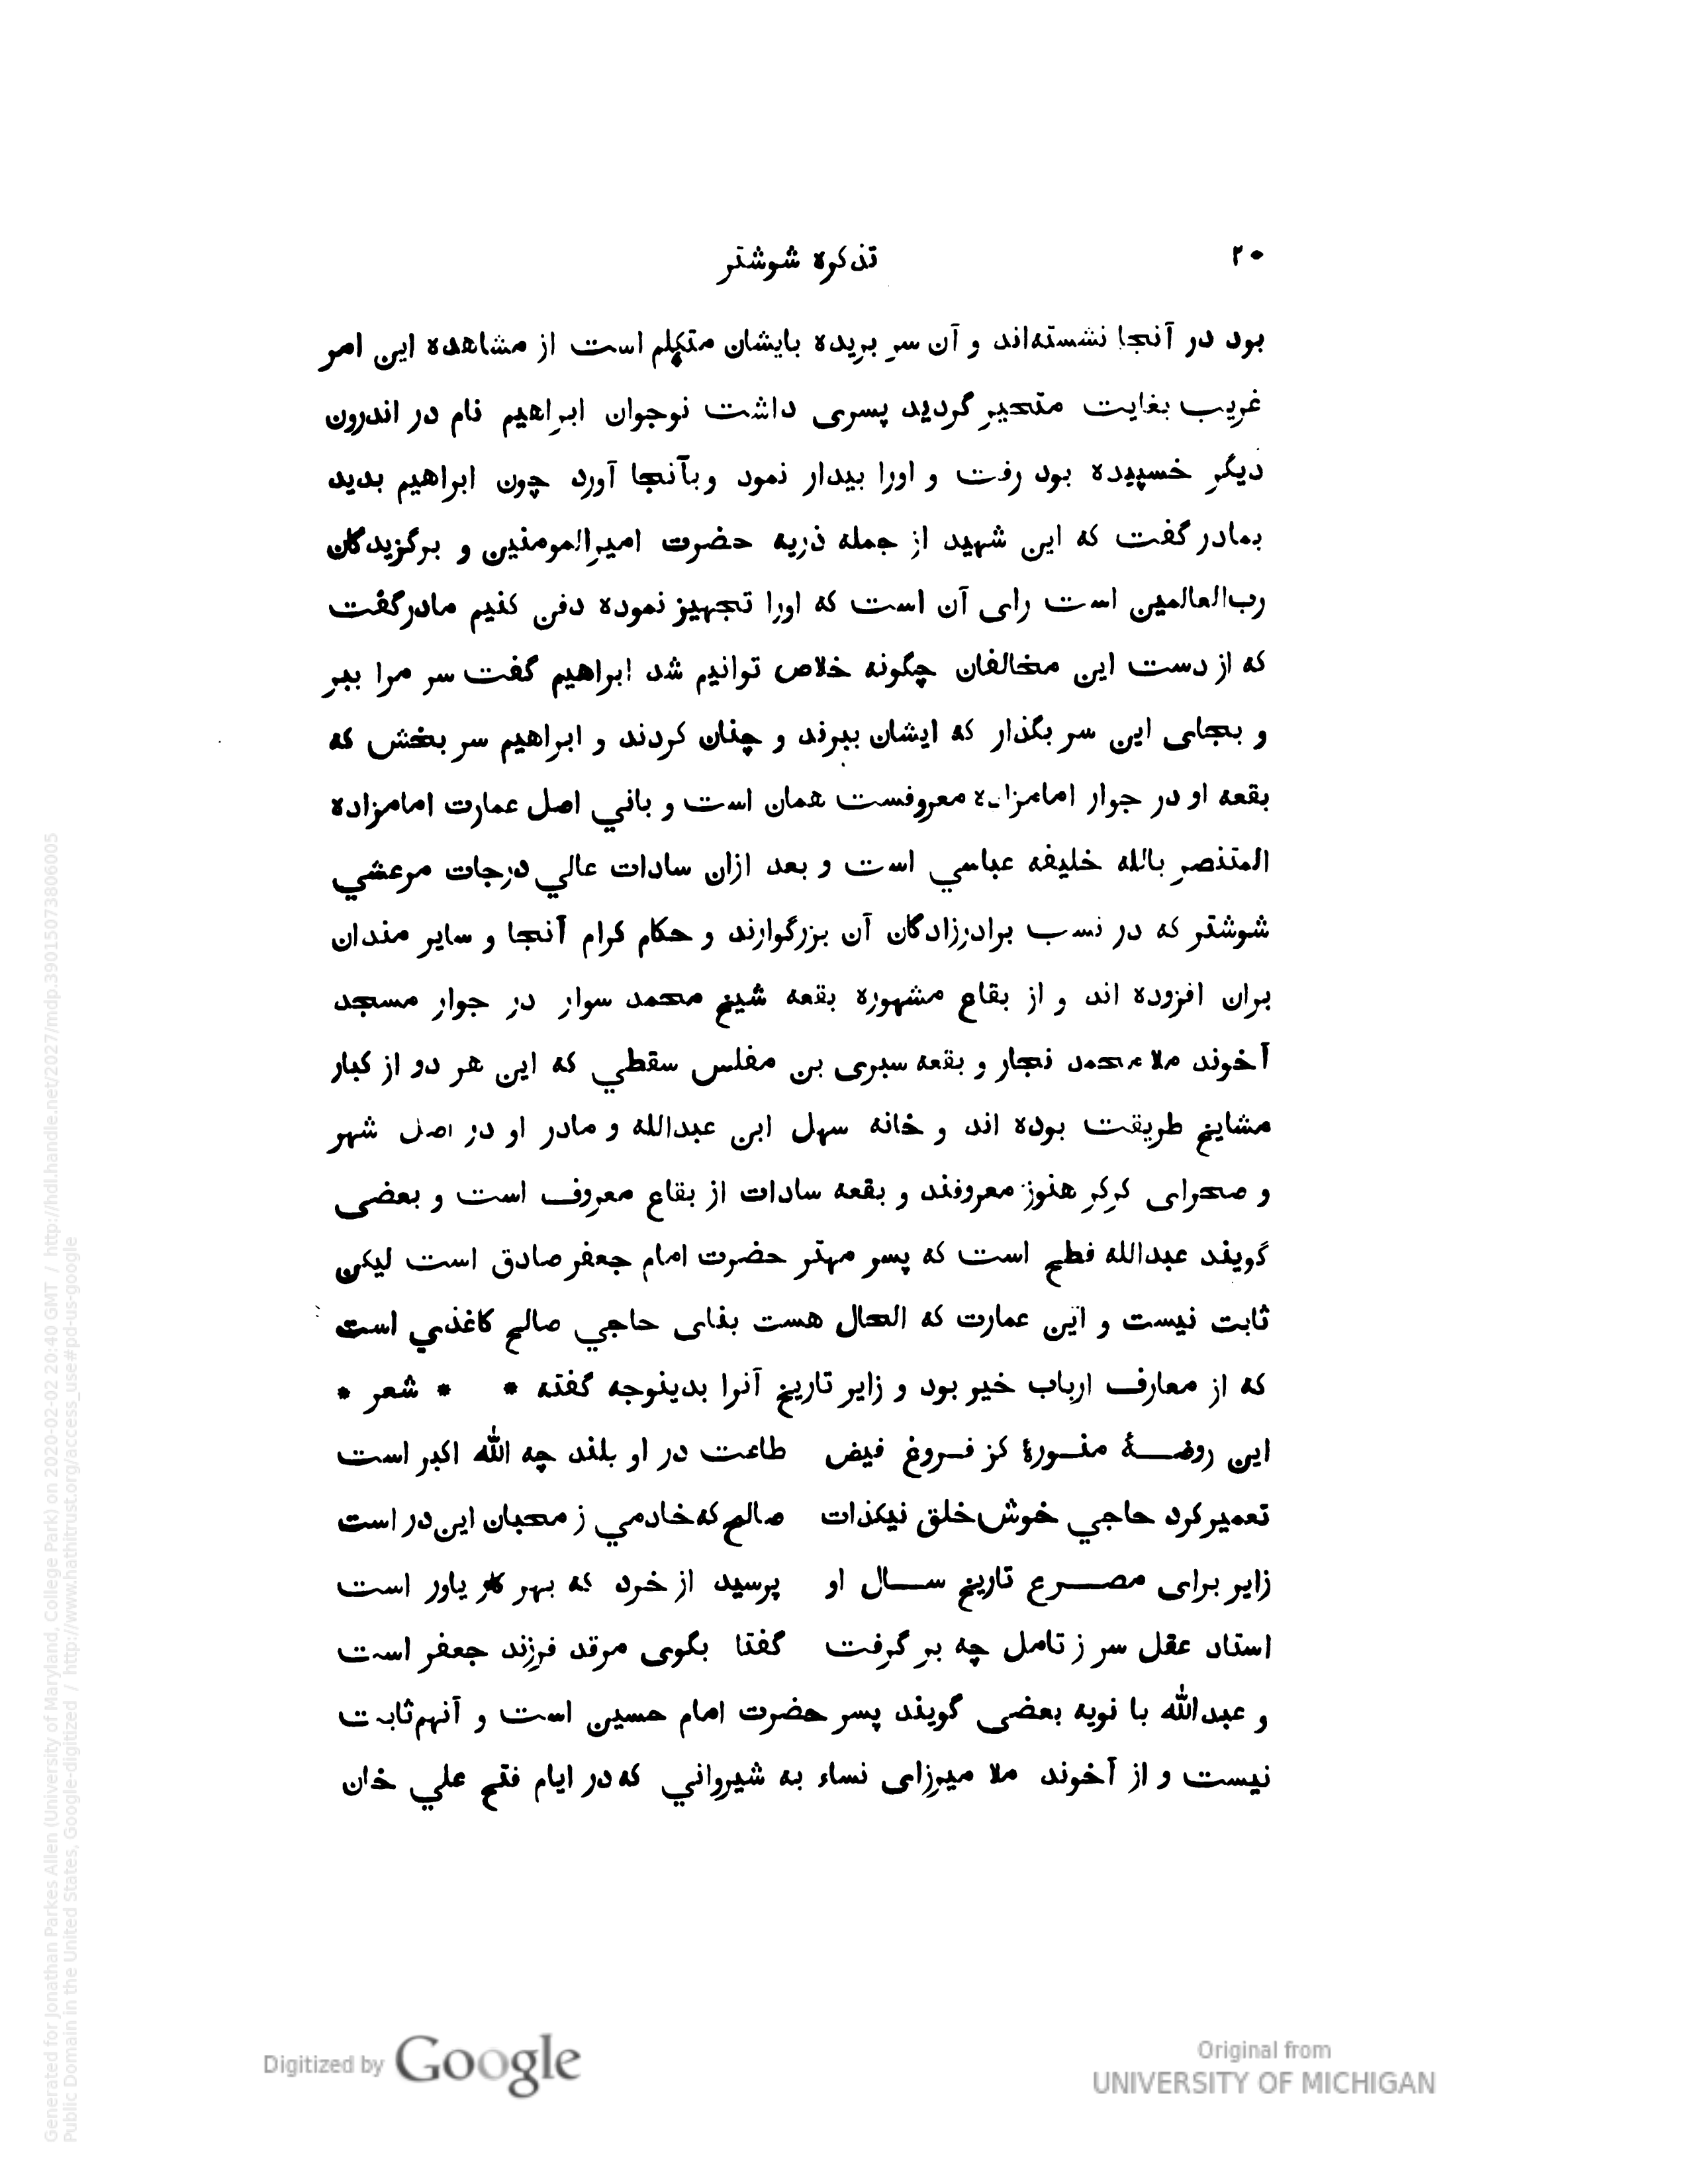 ۲۰ تذکره شوشتر
بود در آنجا نشسته‌اند و آن سر بریده بایشان متکلم است از مشاهده این امر
غریب بغایت متحیر گردید پسری داشت نوجوان ابراهیم نام در اندرون
دیگر خسپیده بود رفت و اورا بیدار نمود و بآنجا آورد چون ابراهیم بدید
بمادر گفت که این شهید از جمله ذریه حضرت امیرالمومنین و برگزیدگان
رب‌العالمین است رای آن است که اورا تجهیز نموده دفن کنیم مادر گفت
که از دست این مخالفان چگونه خلاص توانیم شد ابراهیم گفت سر مرا ببر
و بجای این سر بگذار که ایشان ببرند و چنان کردند و ابراهیم سر بخش که
بقعه او در جوار امامزاده معروفست همان است و باني اصل عمارت امامزاده
المتنصر بالله خلیفه عباسي است و بعد ازان سادات عالي درجات مرعشي
شوشتر که در نسب برادرزادگان آن بزرگوارند و حکام کرام آنجا و سایر مندان
بران افزوده اند و از بقاع مشهوره بقعه شیخ محمد سوار در جوار مسجد
آخوند ملا محمد نجار و بقعه سبری بن مفلس سقطي که این هر دو از کبار
مشایخ طریقت بوده اند و خانه سهل ابن عبدالله و مادر او در اصل شهر
و صحرای کرکر هنوز معروفند و بقعه سادات از بقاع معروف است و بعضی
گویند عبدالله فطح است که پسر مهتر حضرت امام جعفر صادق است لیکن
ثابت نیست و این عمارت که الحال هست بنای حاجي صالح کاغذي است
که از معارف ارباب خیر بود و زایر تاریخ آنرا بدینوجه گفته * * شعر *
این روضۀ منورۀ کز فروغ فیض طاعت در او بلند چه الله اکبر است
تعمیر کرد حاجي خوش‌خلق نیکذات صالح که خادمي ز محبان این در است
زایر برای مصرع تاریخ سال او پرسید از خرد که بهر کار یاور است
استاد عقل سر ز تامل چه بر گرفت گفتا بگوی مرقد فرزند جعفر است
و عبدالله با نویه بعضی گویند پسر حضرت امام حسین است و آنهم ثابت
نیست و از آخوند ملا میرزای نساء به شیرواني که در ایام فتح علي خان
Digitized by Google
Original from
UNIVERSITY OF MICHIGAN
Generated for Jonathan Parkes Allen (University of Maryland, College Park) on 2020-02-02 20:40 GMT / http://hdl.handle.net/2027/mdp.39015073806005
Public Domain in the United States, Google-digitized / http://www.hathitrust.org/access_use#pd-us-google